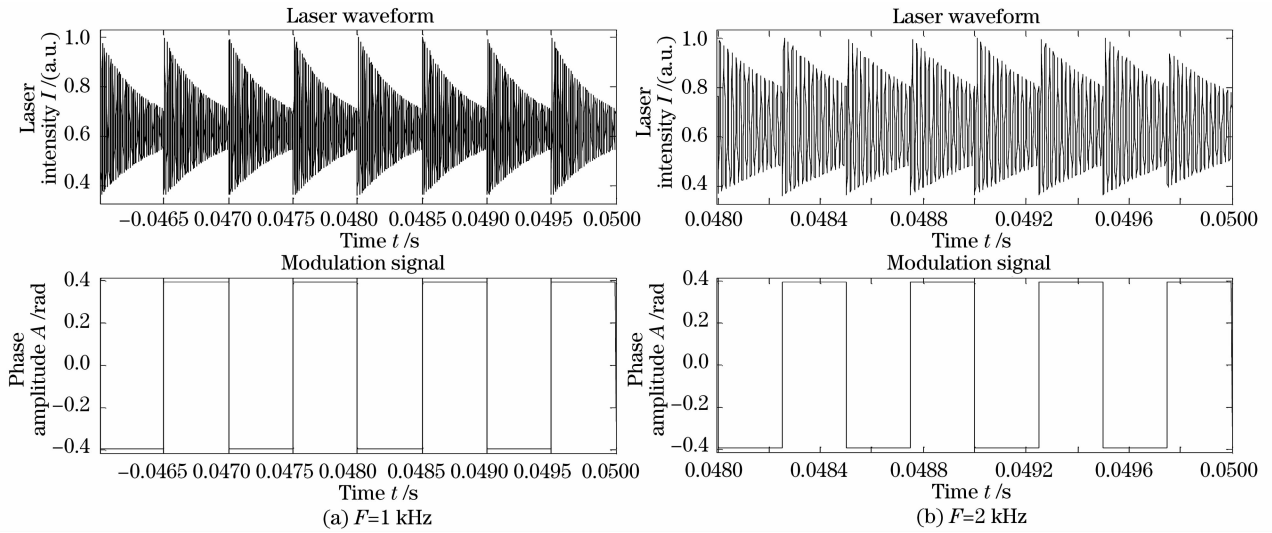 Laser waveform
Laser
intensity I /(a.u.)
1.0
0.8
0.6
0.4
−0.0465 0.0470 0.0475 0.0480 0.0485 0.0490 0.0495 0.0500
Time t /s
Modulation signal
Phase
amplitude A /rad
0.4
0.2
0.0
−0.2
−0.4
−0.0465 0.0470 0.0475 0.0480 0.0485 0.0490 0.0495 0.0500
Time t /s
(a) F=1 kHz
Laser waveform
Laser
intensity I /(a.u.)
1.0
0.8
0.6
0.4
0.0480 0.0484 0.0488 0.0492 0.0496 0.0500
Time t /s
Modulation signal
Phase
amplitude A /rad
0.4
0.2
0.0
−0.2
−0.4
0.0480 0.0484 0.0488 0.0492 0.0496 0.0500
Time t /s
(b) F=2 kHz